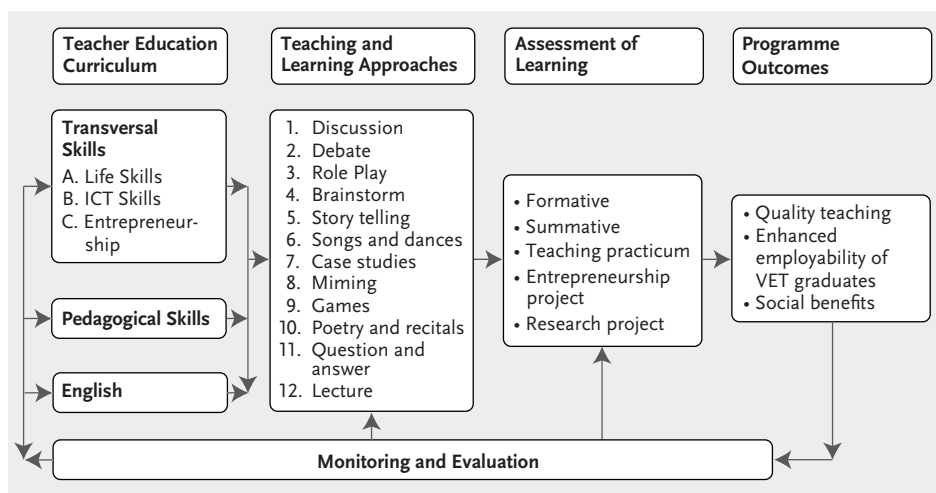 Teacher Education
Curriculum
Teaching and
Learning Approaches
Assessment of
Learning
Programme
Outcomes
Transversal
Skills
A. Life Skills
B. ICT Skills
C. Entrepreneur-
ship
Pedagogical Skills
English
1. Discussion
2. Debate
3. Role Play
4. Brainstorm
5. Story telling
6. Songs and dances
7. Case studies
8. Miming
9. Games
10. Poetry and recitals
11. Question and
answer
12. Lecture
• Formative
• Summative
• Teaching practicum
• Entrepreneurship
project
• Research project
• Quality teaching
• Enhanced
employability of
VET graduates
• Social benefits
Monitoring and Evaluation